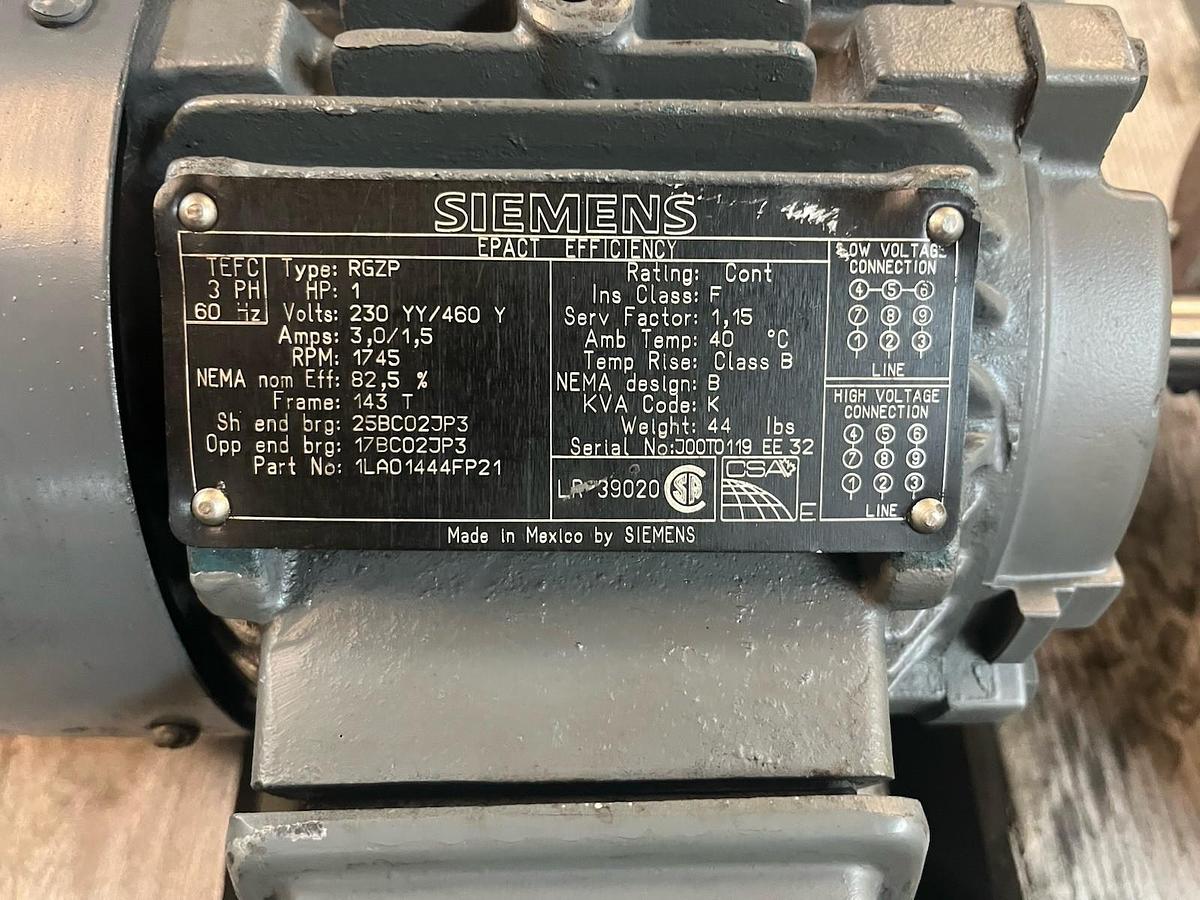 SIEMENS
EPACT EFFICIENCY
TEFC
3 PH
60 Hz
Type: RGZP
HP: 1
Volts: 230 YY/460 Y
Amps: 3,0/1,5
RPM: 1745
NEMA nom Eff: 82,5 %
Frame: 143 T
Sh end brg: 25BC02JP3
Opp end brg: 17BC02JP3
Part No: 1LA01444FP21
Rating: Cont
Ins Class: F
Serv Factor: 1,15
Amb Temp: 40 °C
Temp Rise: Class B
NEMA design: B
KVA Code: K
Weight: 44 lbs
Serial No:J00T0119 EE 32
39020 SA
CSA
E
LOW VOLTAGE
CONNECTION
4 5 6
7 8 9
1 2 3
LINE
HIGH VOLTAGE
CONNECTION
4 5 6
7 8 9
1 2 3
LINE
Made in Mexico by SIEMENS